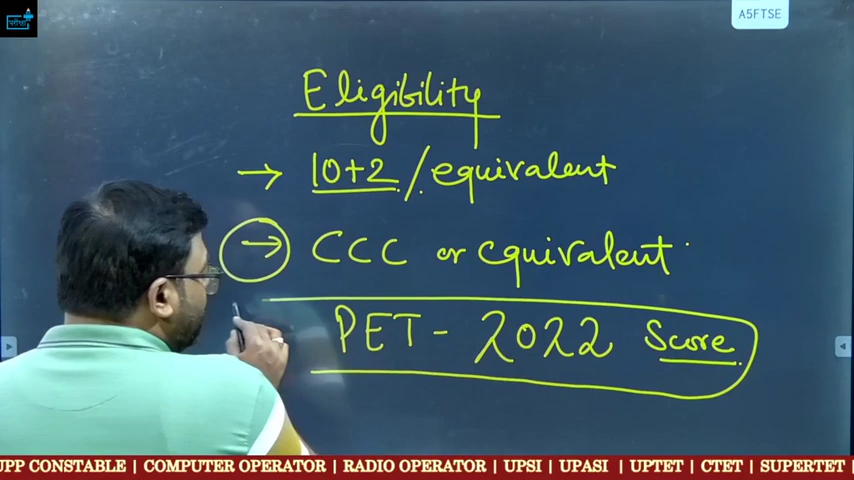 परीक्षा
A5FTSE
Eligibility
→ 10+2 / equivalent
→ CCC or equivalent
PET - 2022 Score
UPP CONSTABLE | COMPUTER OPERATOR | RADIO OPERATOR | UPSI | UPASI | UPTET | CTET | SUPERTET |